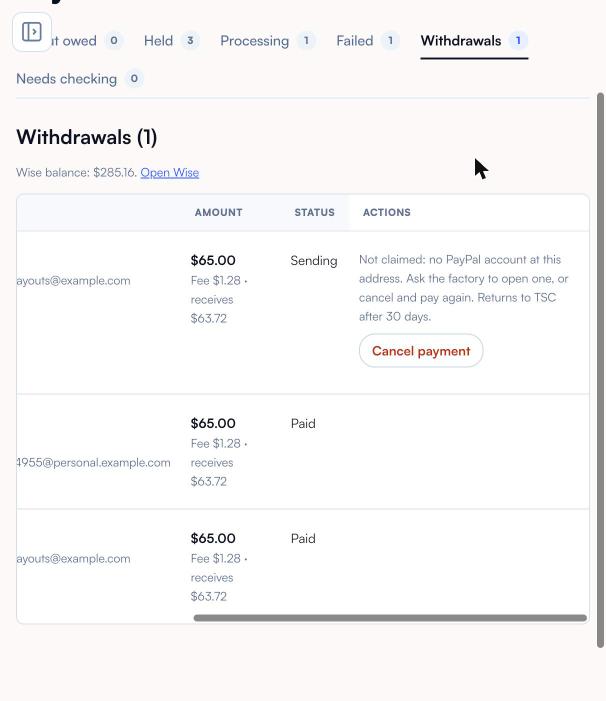 owed 0 Held 3 Processing 1 Failed 1 Withdrawals 1
Needs checking 0
Withdrawals (1)
Wise balance: $285.16. Open Wise
AMOUNT STATUS ACTIONS
ayouts@example.com
$65.00
Fee $1.28 ·
receives
$63.72
Sending
Not claimed: no PayPal account at this
address. Ask the factory to open one, or
cancel and pay again. Returns to TSC
after 30 days.
Cancel payment
4955@personal.example.com
$65.00
Fee $1.28 ·
receives
$63.72
Paid
ayouts@example.com
$65.00
Fee $1.28 ·
receives
$63.72
Paid